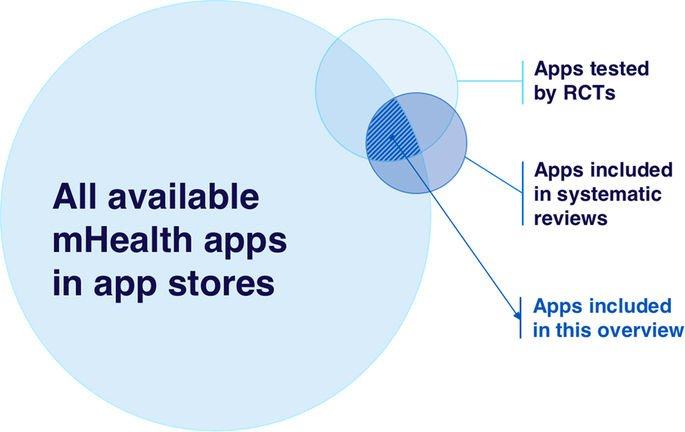 All available
mHealth apps
in app stores
Apps tested
by RCTs
Apps included
in systematic
reviews
Apps included
in this overview